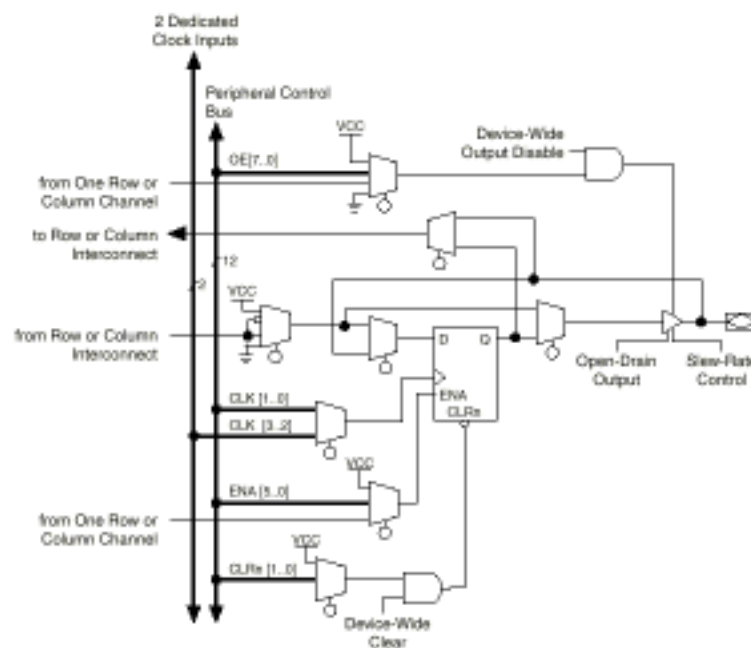 2 Dedicated
Clock Inputs
Peripheral Control
Bus
VCC
Device-Wide
Output Disable
OE[7..0]
from One Row or
Column Channel
to Row or Column
Interconnect
12
2
VCC
from Row or Column
Interconnect
D Q
ENA
CLRn
Open-Drain
Output
Slew-Rate
Control
CLK [1..0]
CLK [3..2]
VCC
ENA [5..0]
from One Row or
Column Channel
VCC
CLRn [1..0]
Device-Wide
Clear